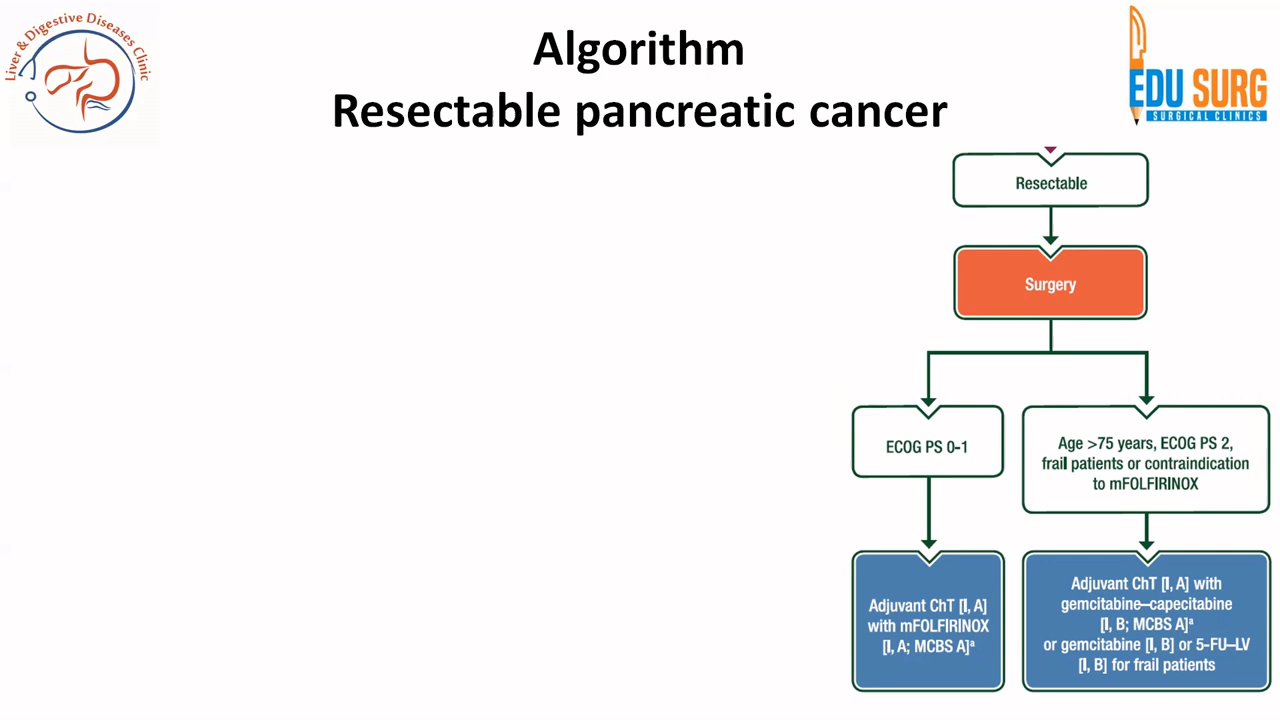 Liver & Digestive Diseases Clinic
Algorithm
Resectable pancreatic cancer
EDU SURG
SURGICAL CLINICS
Resectable
Surgery
ECOG PS 0-1
Age >75 years, ECOG PS 2,
frail patients or contraindication
to mFOLFIRINOX
Adjuvant ChT [I, A]
with mFOLFIRINOX
[I, A; MCBS A]ᵃ
Adjuvant ChT [I, A] with
gemcitabine–capecitabine
[I, B; MCBS A]ᵃ
or gemcitabine [I, B] or 5-FU–LV
[I, B] for frail patients